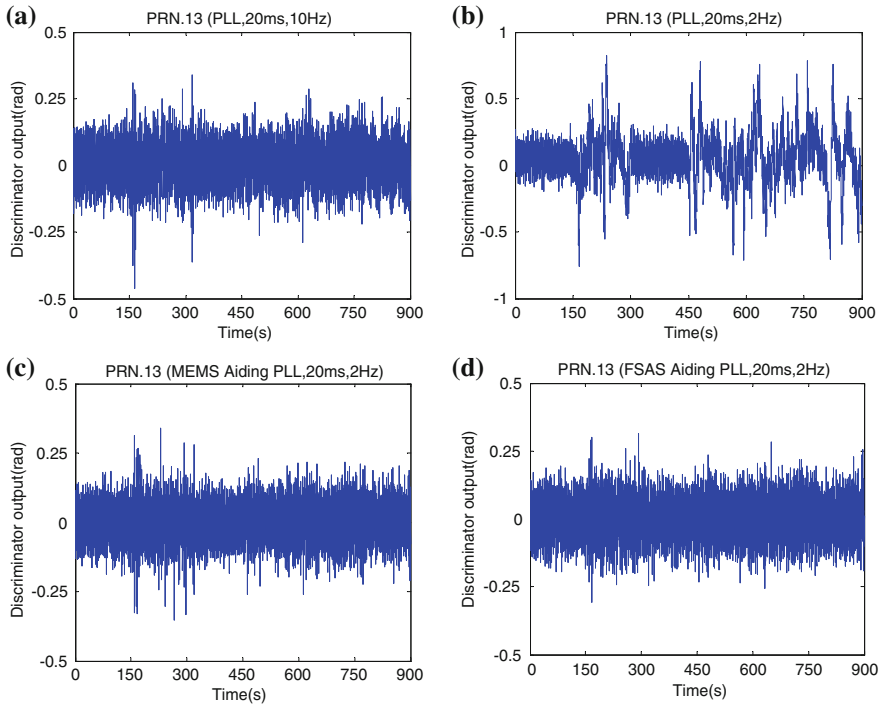 (a)
PRN.13 (PLL,20ms,10Hz)
0.5
0.25
0
-0.25
-0.5
Discriminator output(rad)
0 150 300 450 600 750 900
Time(s)
(b)
PRN.13 (PLL,20ms,2Hz)
1
0.5
0
-0.5
-1
Discriminator output(rad)
0 150 300 450 600 750 900
Time(s)
(c)
PRN.13 (MEMS Aiding PLL,20ms,2Hz)
0.5
0.25
0
-0.25
-0.5
Discriminator output(rad)
0 150 300 450 600 750 900
Time(s)
(d)
PRN.13 (FSAS Aiding PLL,20ms,2Hz)
0.5
0.25
0
-0.25
-0.5
Discriminator output(rad)
0 150 300 450 600 750 900
Time(s)